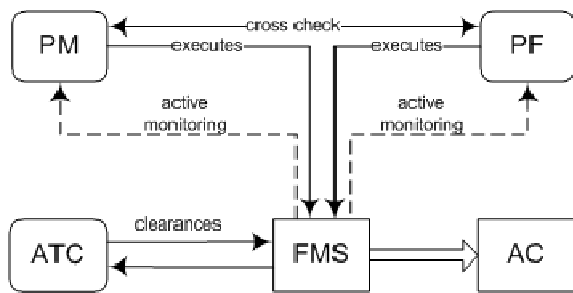 cross check
PM
PF
executes
executes
active
monitoring
active
monitoring
clearances
ATC
FMS
AC